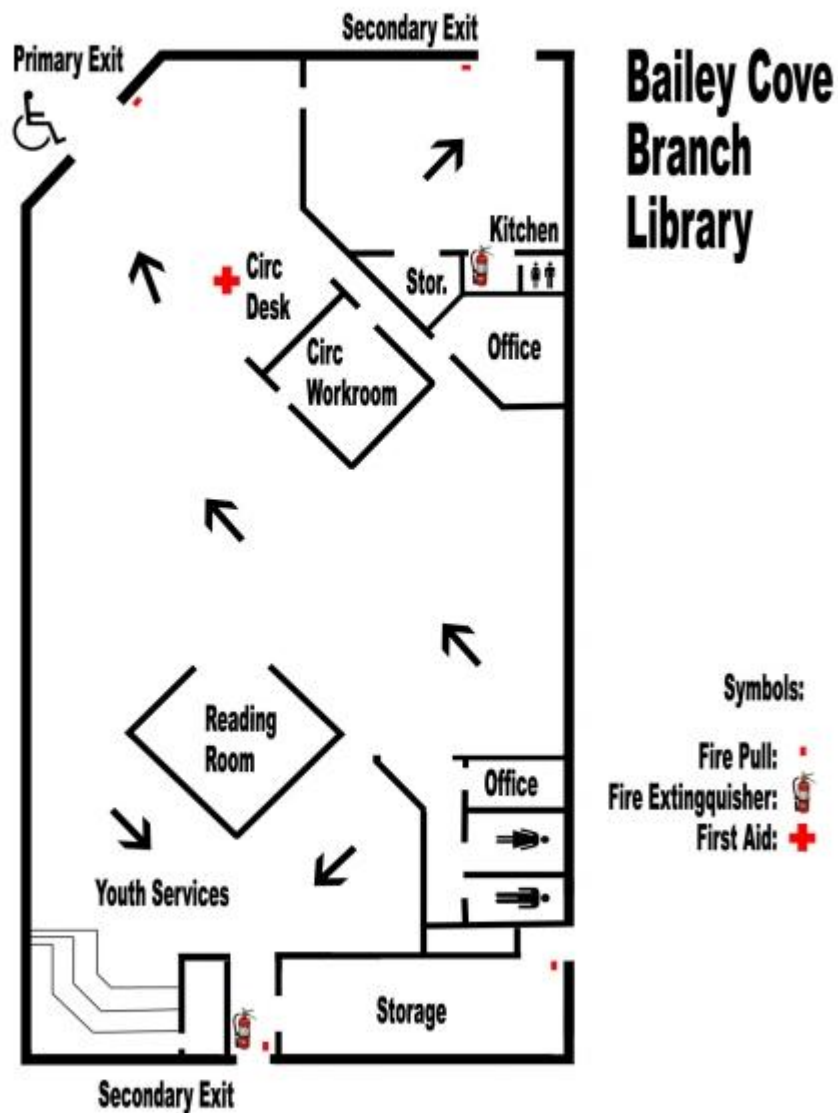 Secondary Exit
Primary Exit
Bailey Cove
Branch
Library
Kitchen
Circ
Desk
Stor.
Office
Circ
Workroom
Reading
Room
Symbols:
Fire Pull:
Office
Fire Extingquisher:
First Aid:
Youth Services
Storage
Secondary Exit